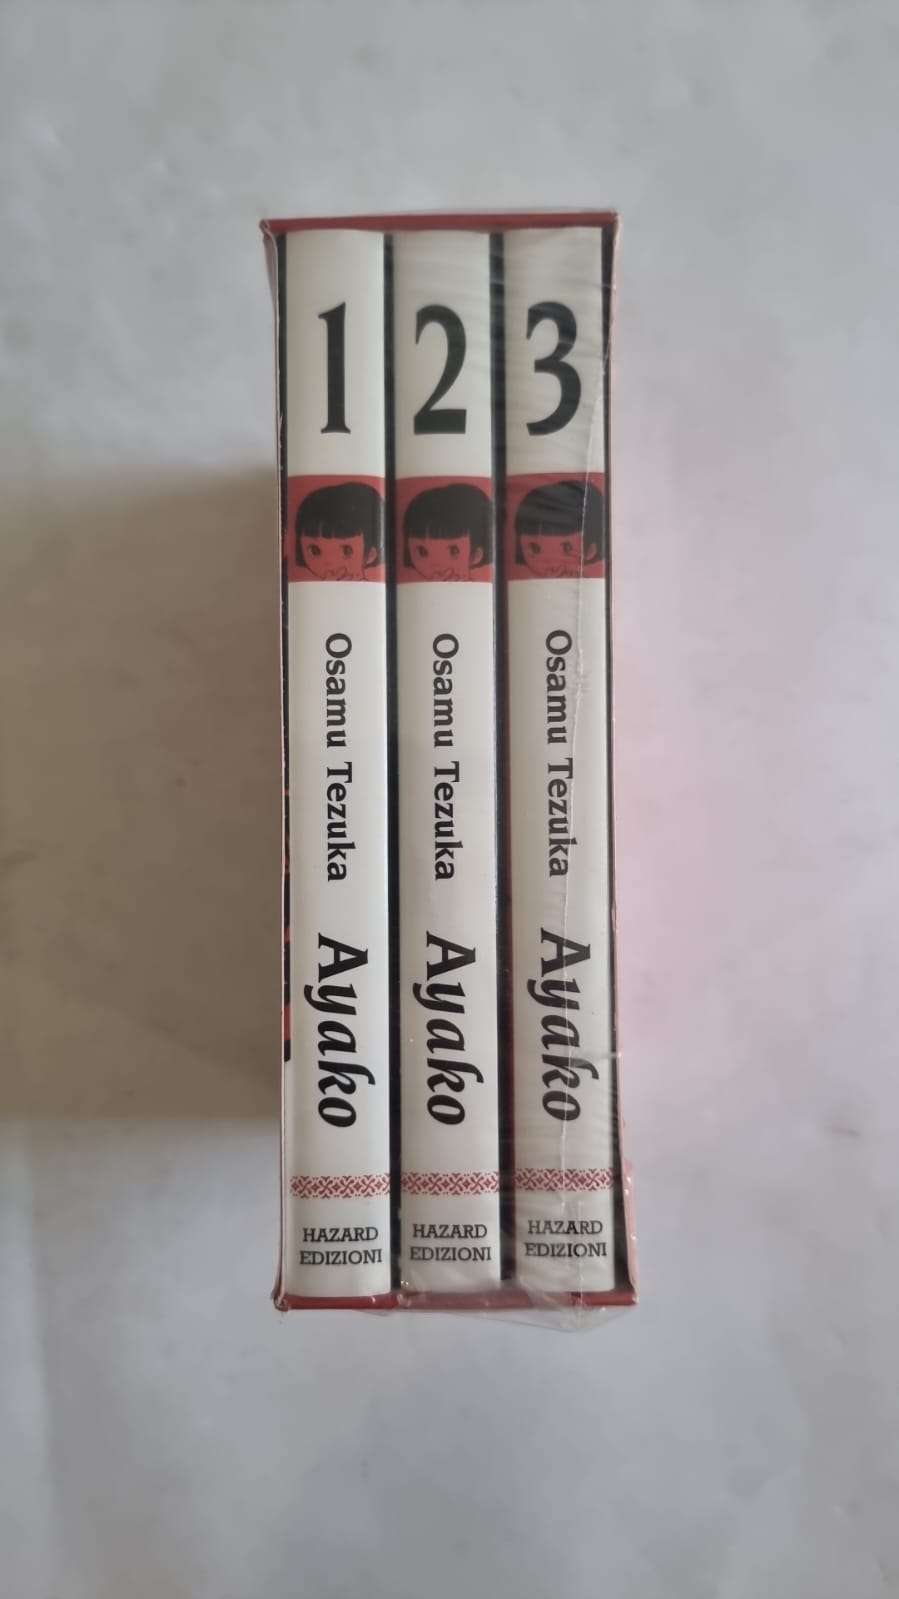 1
Osamu Tezuka Ayako
HAZARD
EDIZIONI
2
Osamu Tezuka Ayako
HAZARD
EDIZIONI
3
Osamu Tezuka Ayako
HAZARD
EDIZIONI